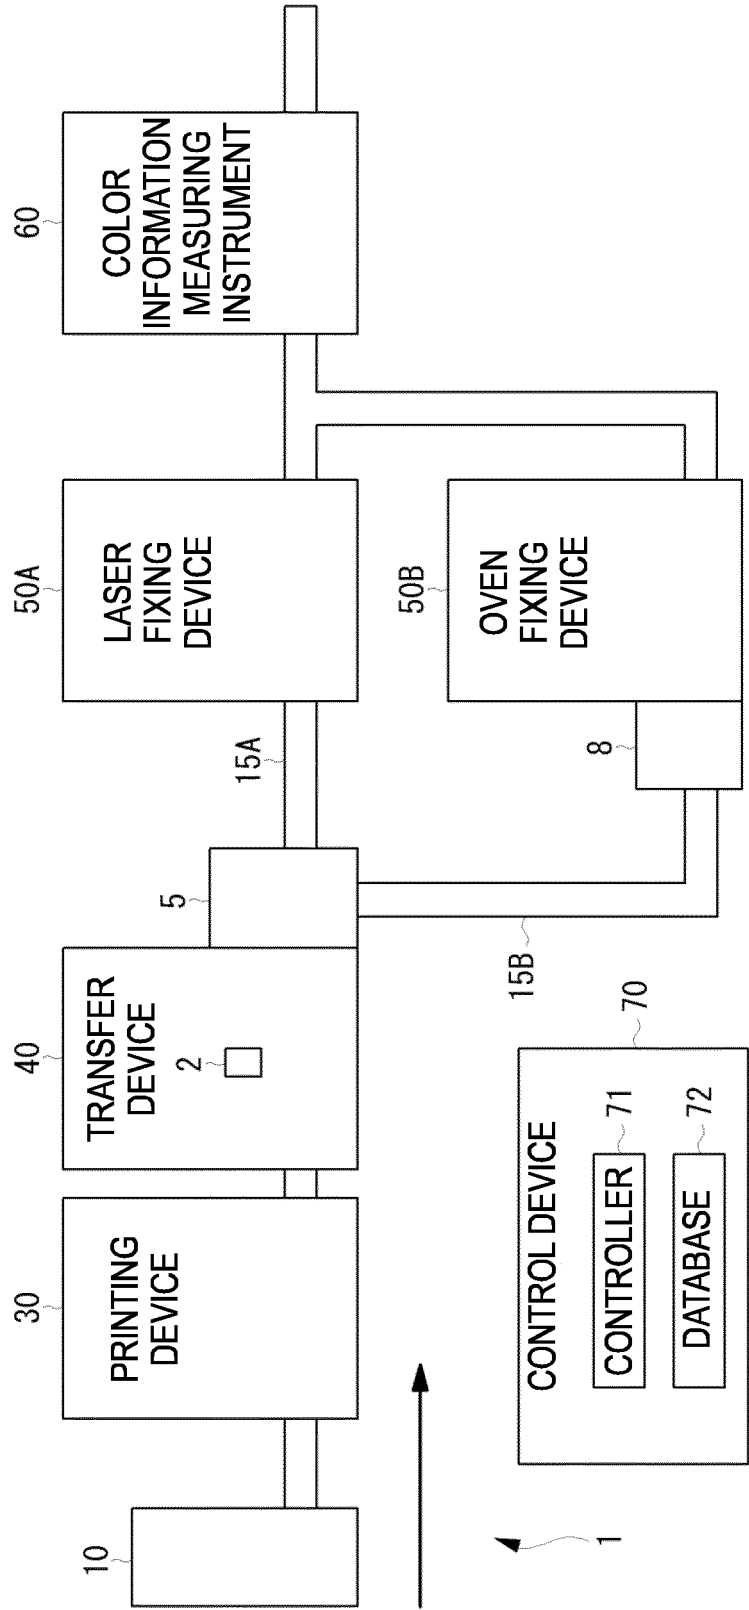 10
30
PRINTING
DEVICE
40
TRANSFER
DEVICE
2
5
15A
50A
LASER
FIXING
DEVICE
60
COLOR
INFORMATION
MEASURING
INSTRUMENT
15B
8
50B
OVEN
FIXING
DEVICE
1
70
CONTROL DEVICE
CONTROLLER
71
DATABASE
72